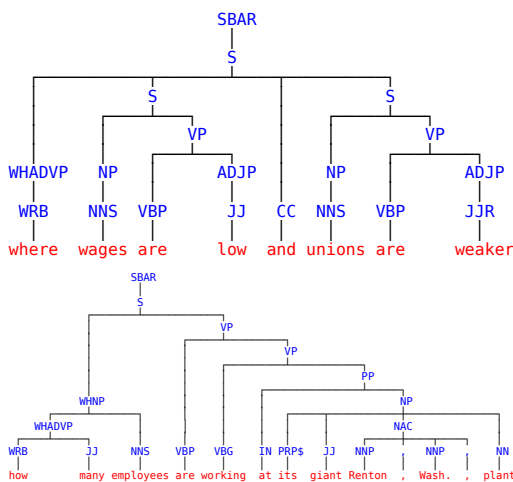 SBAR
S
S S
VP VP
WHADVP NP ADJP NP ADJP
WRB NNS VBP JJ CC NNS VBP JJR
where wages are low and unions are weaker
SBAR
S
VP
VP
PP
WHNP NP
WHADVP NAC
WRB JJ NNS VBP VBG IN PRP$ JJ NNP , NNP , NN
how many employees are working at its giant Renton , Wash. , plant